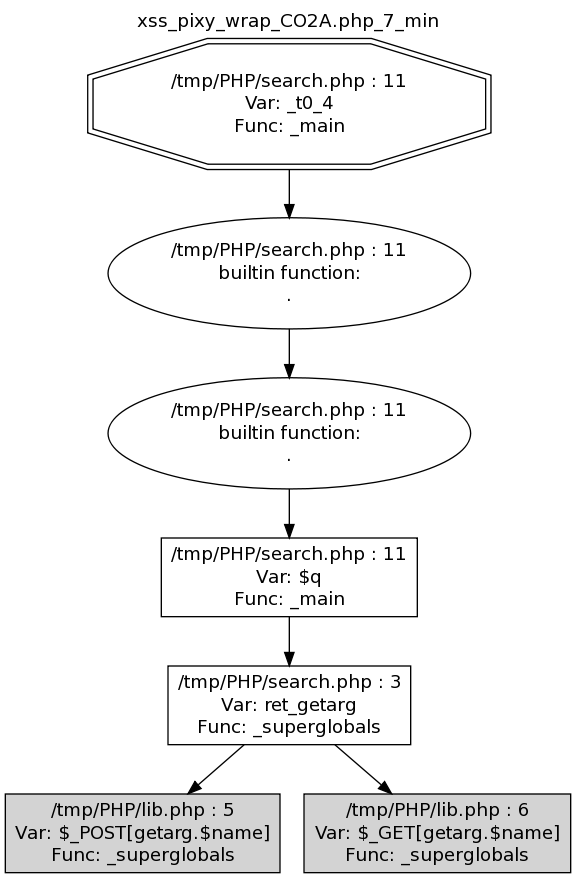 xss_pixy_wrap_CO2A.php_7_min
/tmp/PHP/search.php : 11
Var: _t0_4
Func: _main
/tmp/PHP/search.php : 11
builtin function:
.
/tmp/PHP/search.php : 11
builtin function:
.
/tmp/PHP/search.php : 11
Var: $q
Func: _main
/tmp/PHP/search.php : 3
Var: ret_getarg
Func: _superglobals
/tmp/PHP/lib.php : 5
Var: $_POST[getarg.$name]
Func: _superglobals
/tmp/PHP/lib.php : 6
Var: $_GET[getarg.$name]
Func: _superglobals